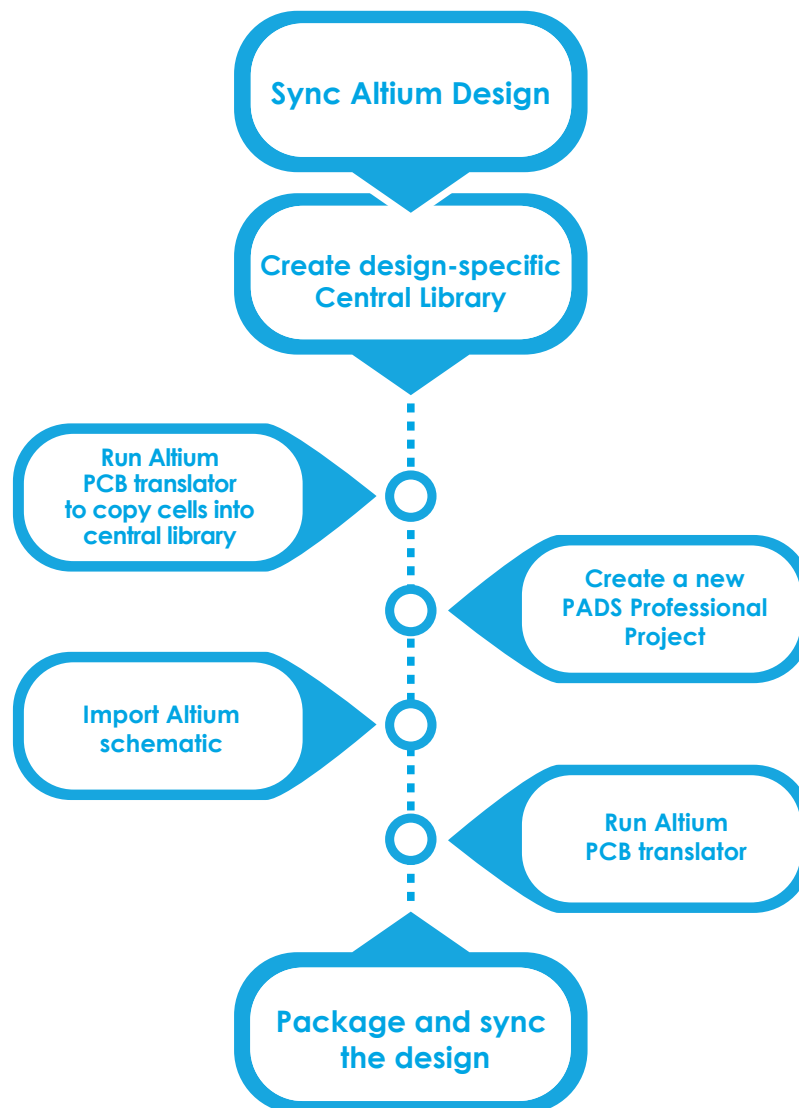 Sync Altium Design
Create design-specific
Central Library
Run Altium
PCB translator
to copy cells into
central library
Create a new
PADS Professional
Project
Import Altium
schematic
Run Altium
PCB translator
Package and sync
the design